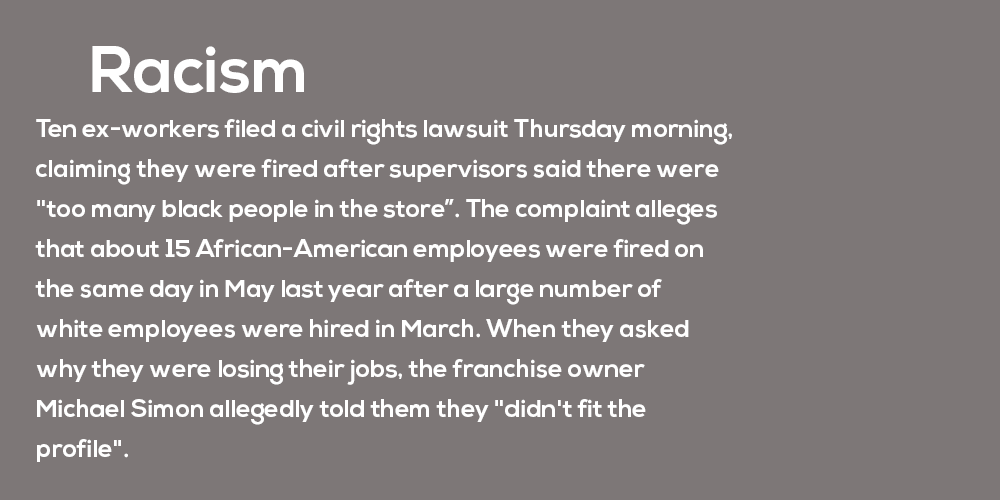 Racism
Ten ex-workers filed a civil rights lawsuit Thursday morning,
claiming they were fired after supervisors said there were
"too many black people in the store”. The complaint alleges
that about 15 African-American employees were fired on
the same day in May last year after a large number of
white employees were hired in March. When they asked
why they were losing their jobs, the franchise owner
Michael Simon allegedly told them they "didn't fit the
profile".